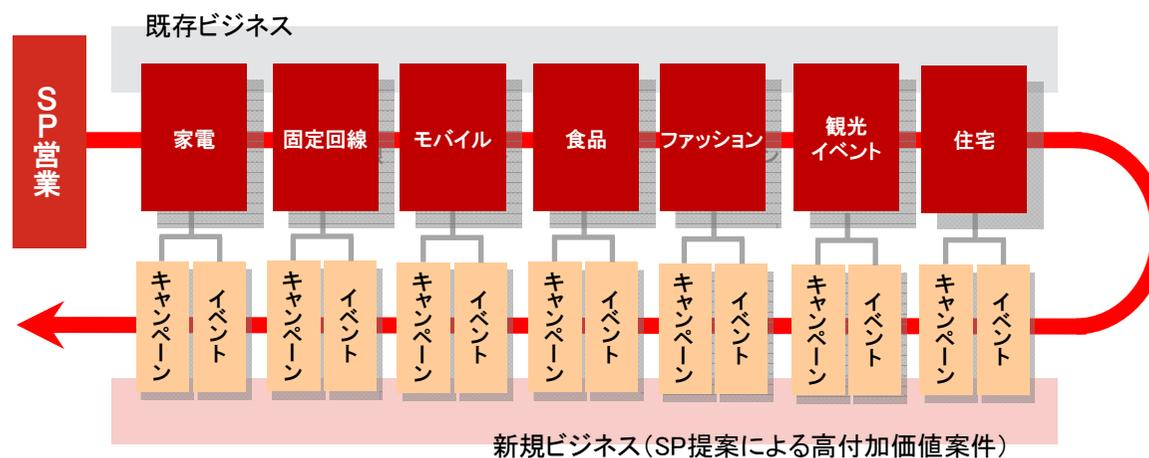 既存ビジネス
SP営業
家電
固定回線
モバイル
食品
ファッション
観光
イベント
住宅
キャンペーン
イベント
キャンペーン
イベント
キャンペーン
イベント
キャンペーン
イベント
キャンペーン
イベント
キャンペーン
イベント
キャンペーン
イベント
新規ビジネス（SP提案による高付加価値案件）